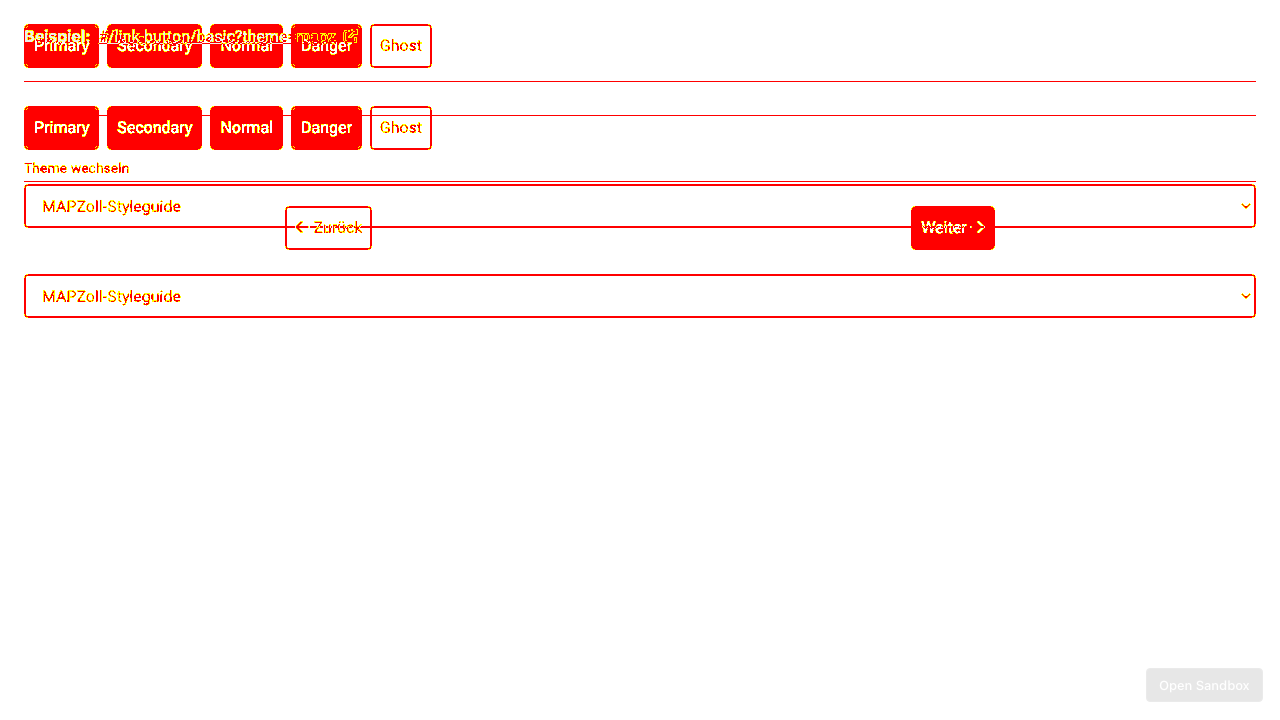 Beispiel: #/link-button/basic?theme=mapz
Primary Secondary Normal Danger Ghost
Primary Secondary Normal Danger Ghost
Theme wechseln
MAPZoll-Styleguide
Zurück Weiter
MAPZoll-Styleguide
Open Sandbox